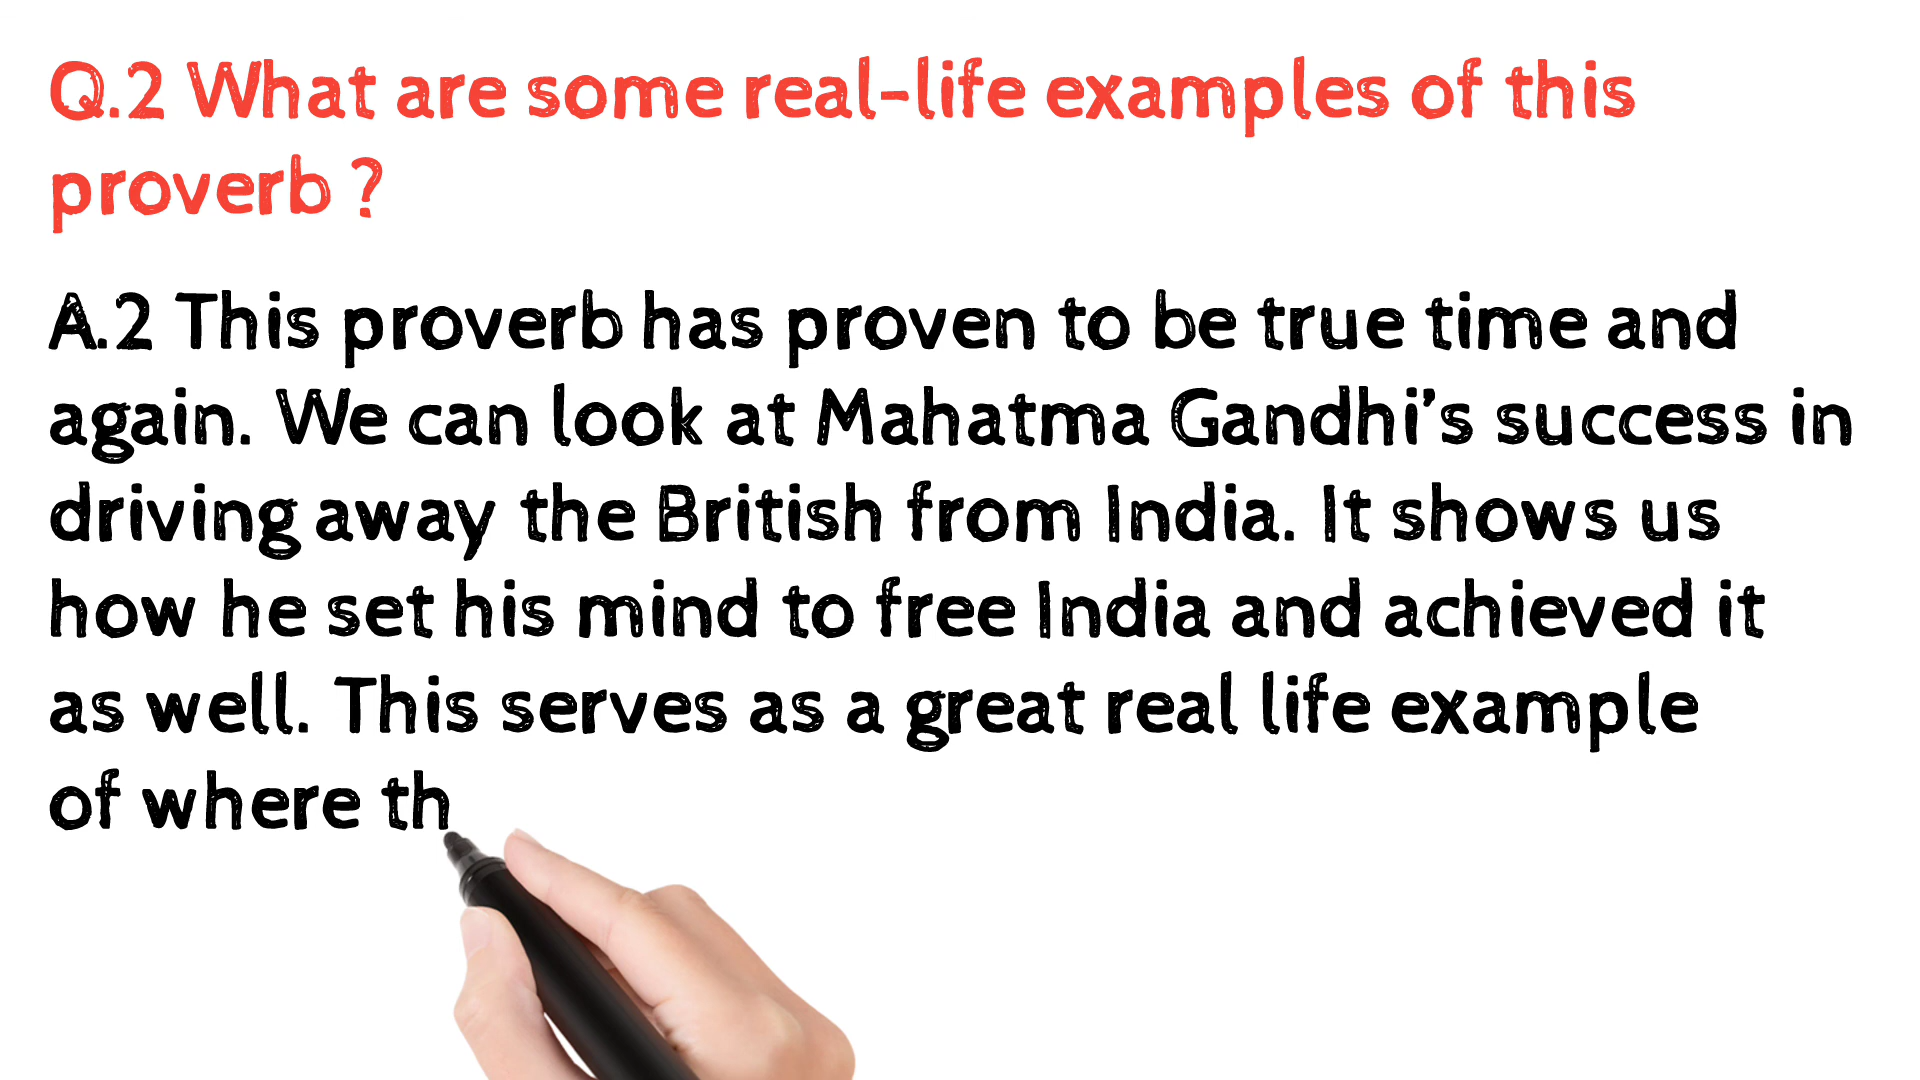 Q.2 What are some real-life examples of this
proverb ?
A.2 This proverb has proven to be true time and
again. We can look at Mahatma Gandhi's success in
driving away the British from India. It shows us
how he set his mind to free India and achieved it
as well. This serves as a great real life example
of where th